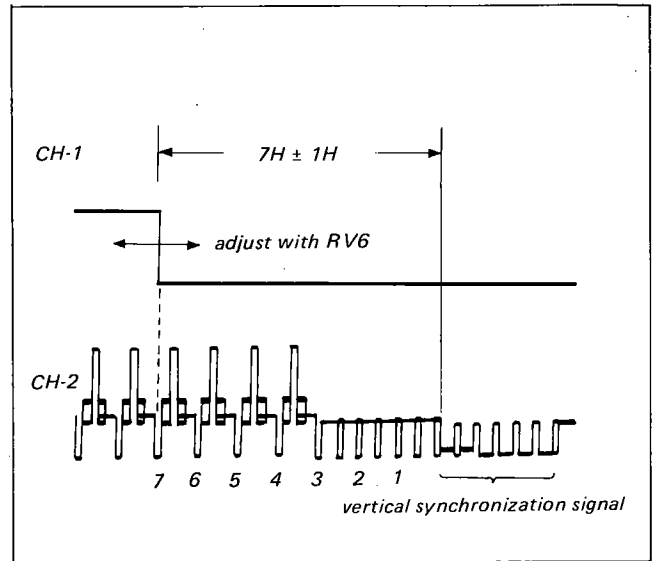 CH-1
7H ± 1H
adjust with RV6
CH-2
7 6 5 4 3 2 1
vertical synchronization signal